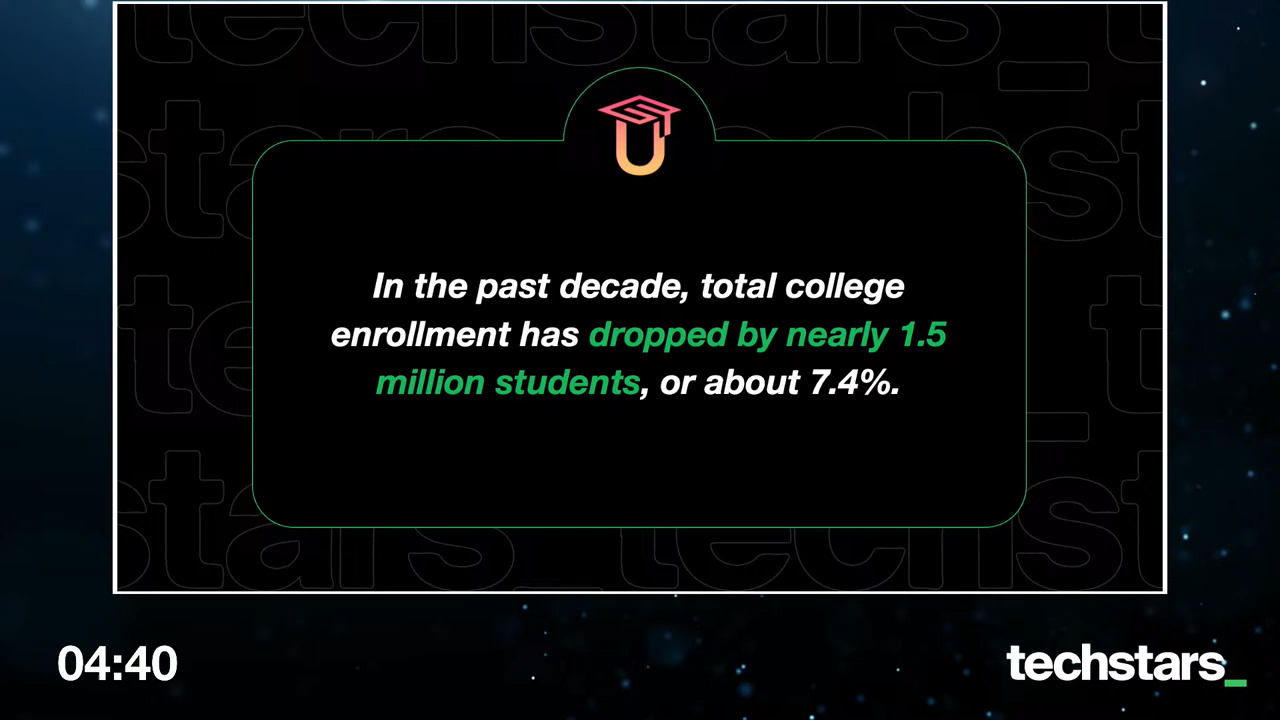 In the past decade, total college
enrollment has dropped by nearly 1.5
million students, or about 7.4%.
04:40
techstars_